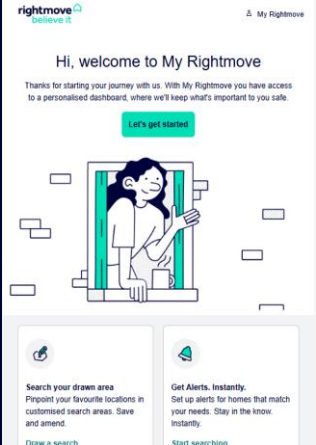 rightmove
believe it
My Rightmove
Hi, welcome to My Rightmove
Thanks for starting your journey with us. With My Rightmove you have access
to a personalised dashboard, where we'll keep what's important to you safe.
Let's get started
Search your drawn area
Pinpoint your favourite locations in
customised search areas. Save
and amend.
Draw a search
Get Alerts. Instantly.
Set up alerts for homes that match
your needs. Stay in the know.
Instantly.
Start searching